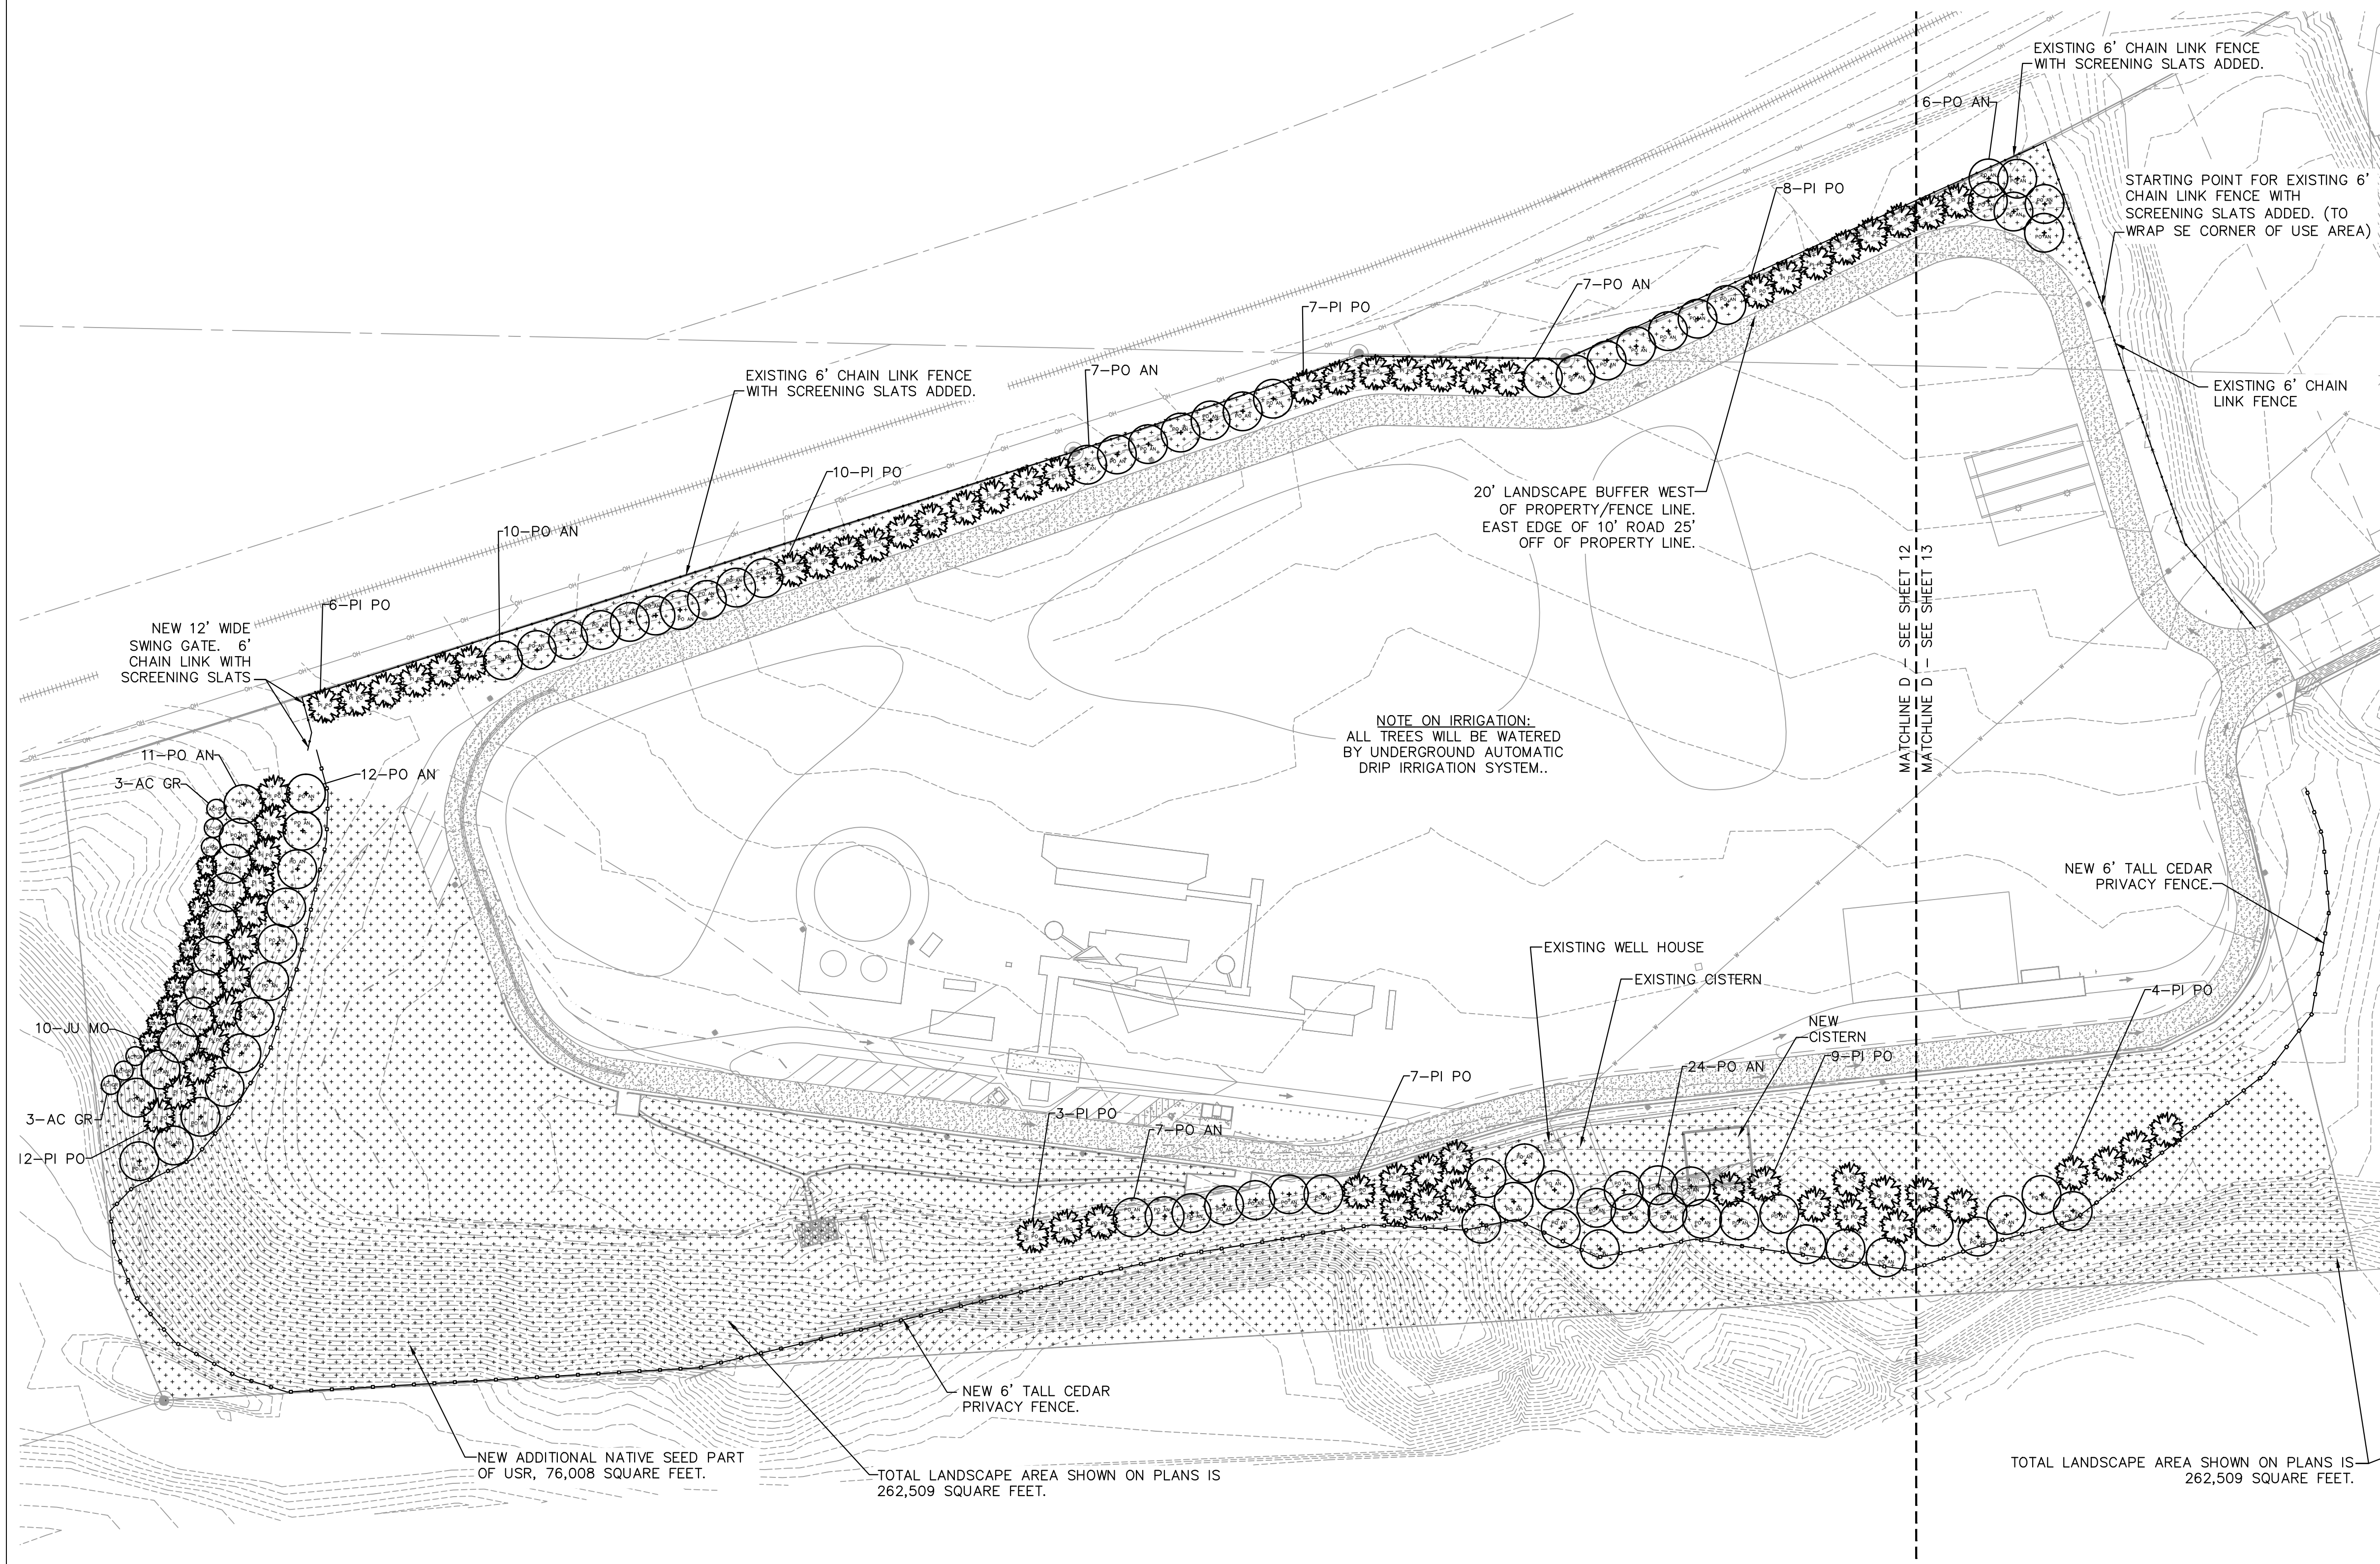 EXISTING 6' CHAIN LINK FENCE
WITH SCREENING SLATS ADDED.
6-PO AN
STARTING POINT FOR EXISTING 6'
CHAIN LINK FENCE WITH
SCREENING SLATS ADDED. (TO
WRAP SE CORNER OF USE AREA)
8-PI PO
7-PO AN
7-PI PO
7-PO AN
EXISTING 6' CHAIN LINK FENCE
WITH SCREENING SLATS ADDED.
EXISTING 6' CHAIN
LINK FENCE
10-PI PO
20' LANDSCAPE BUFFER WEST
OF PROPERTY/FENCE LINE.
EAST EDGE OF 10' ROAD 25'
OFF OF PROPERTY LINE.
10-PO AN
6-PI PO
NEW 12' WIDE
SWING GATE. 6'
CHAIN LINK WITH
SCREENING SLATS
MATCHLINE D - SEE SHEET 12
MATCHLINE D - SEE SHEET 13
NOTE ON IRRIGATION:
ALL TREES WILL BE WATERED
BY UNDERGROUND AUTOMATIC
DRIP IRRIGATION SYSTEM..
11-PO AN
12-PO AN
3-AC GR
NEW 6' TALL CEDAR
PRIVACY FENCE.
EXISTING WELL HOUSE
EXISTING CISTERN
4-PI PO
NEW
CISTERN
10-JU MO
9-PI PO
24-PO AN
7-PI PO
3-PI PO
3-AC GR
7-PO AN
12-PI PO
NEW 6' TALL CEDAR
PRIVACY FENCE.
NEW ADDITIONAL NATIVE SEED PART
OF USR, 76,008 SQUARE FEET.
TOTAL LANDSCAPE AREA SHOWN ON PLANS IS
262,509 SQUARE FEET.
TOTAL LANDSCAPE AREA SHOWN ON PLANS IS
262,509 SQUARE FEET.